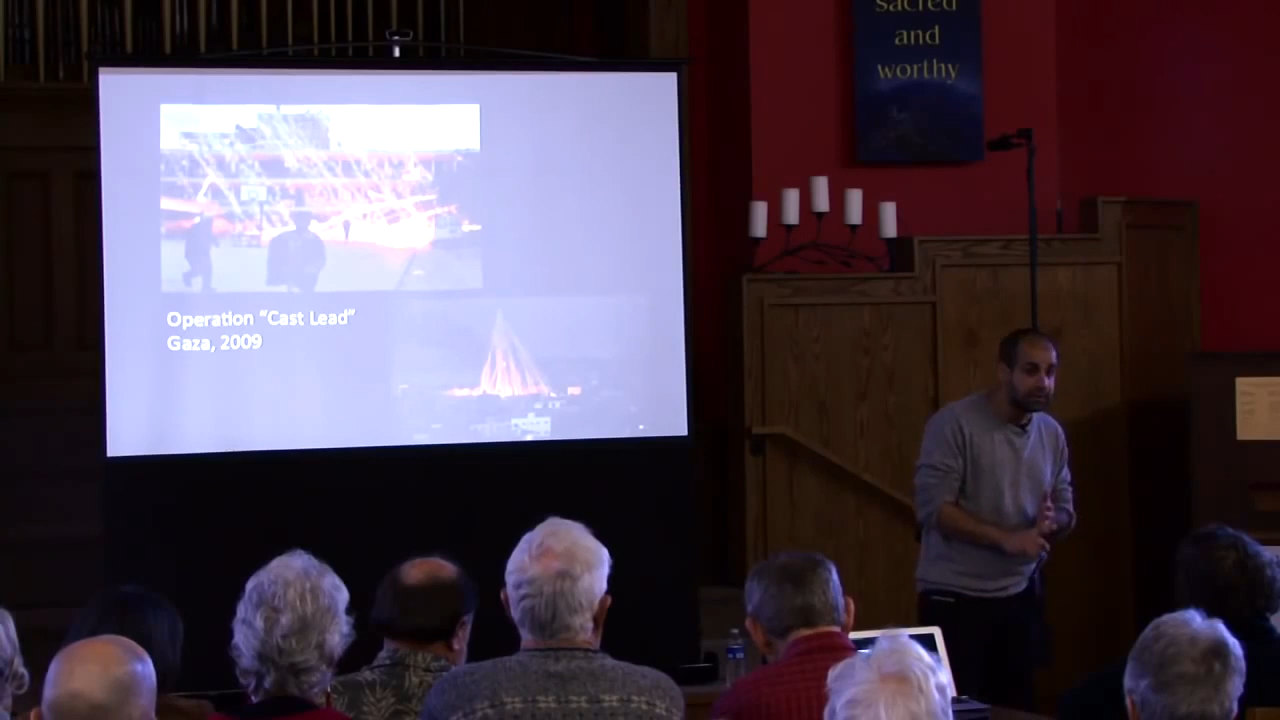 sacred
and
worthy
Operation “Cast Lead”
Gaza, 2009